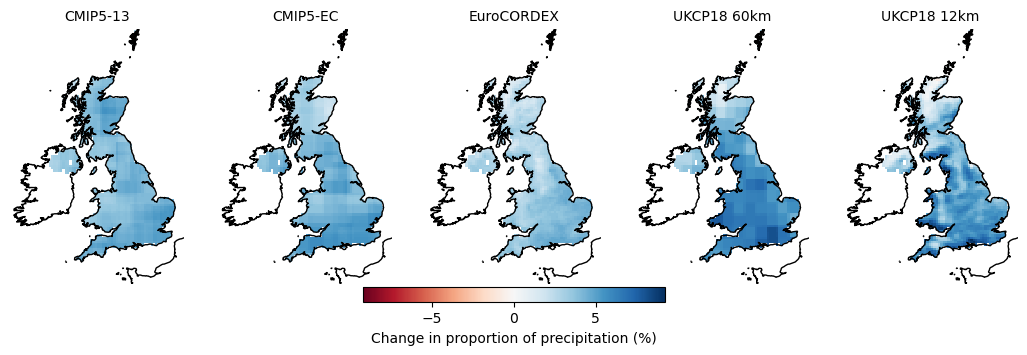 CMIP5-13 CMIP5-EC EuroCORDEX UKCP18 60km UKCP18 12km
−5 0 5
Change in proportion of precipitation (%)